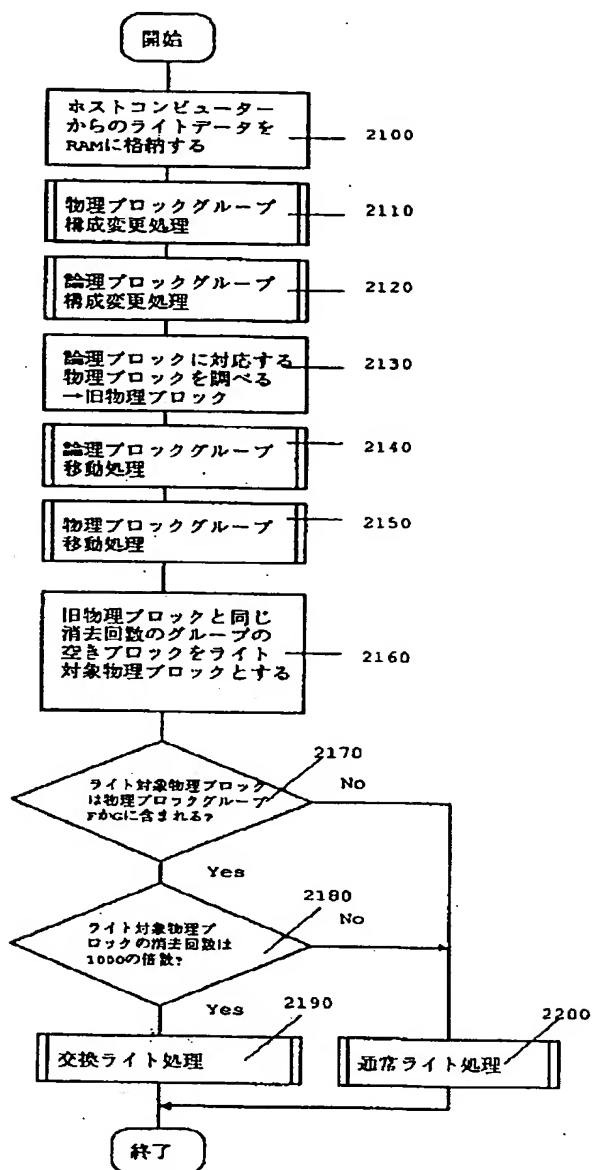 開始
ホストコンピューター
からのライトデータを
RAMに格納する
2100
物理ブロックグループ
構成変更処理
2110
論理ブロックグループ
構成変更処理
2120
論理ブロックに対応する
物理ブロックを調べる
→旧物理ブロック
2130
論理ブロックグループ
移動処理
2140
物理ブロックグループ
移動処理
2150
旧物理ブロックと同じ
消去回数のグループの
空きブロックをライト
対象物理ブロックとする
2160
2170
ライト対象物理ブロック
は物理ブロックグループ
FかGに含まれる?
No
Yes
2180
ライト対象物理ブ
ロックの消去回数は
1000の倍数?
No
Yes
2190
交換ライト処理
2200
通常ライト処理
終了